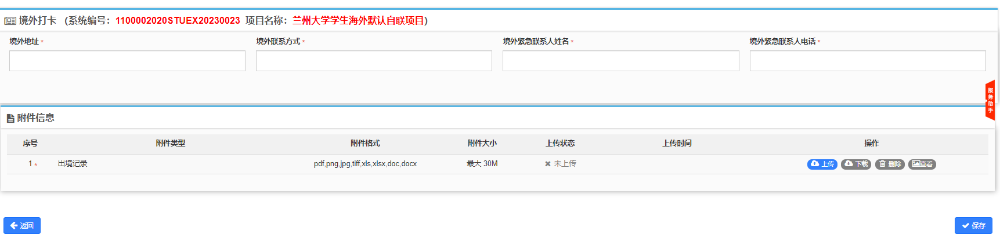 境外打卡 (系统编号: 1100002020STUEX20230023 项目名称: 兰州大学学生海外默认自联项目)
境外地址 * 境外联系方式 * 境外紧急联系人姓名 * 境外紧急联系人电话 *
服务助手
附件信息
序号 附件类型 附件格式 附件大小 上传状态 上传时间 操作
1 * 出境记录 pdf,png,jpg,tiff,xls,xlsx,doc,docx 最大 30M 未上传 上传 下载 删除 查看
返回 保存